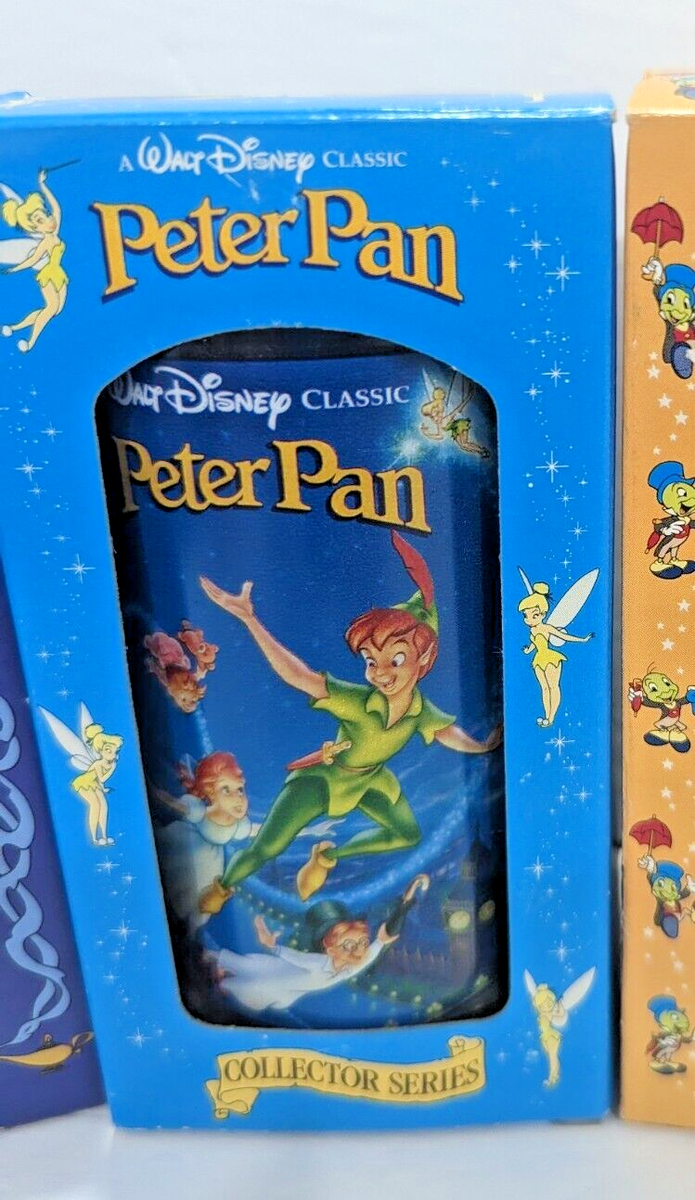 A WALT DISNEY CLASSIC
Peter Pan
WALT DISNEY CLASSIC
Peter Pan
COLLECTOR SERIES